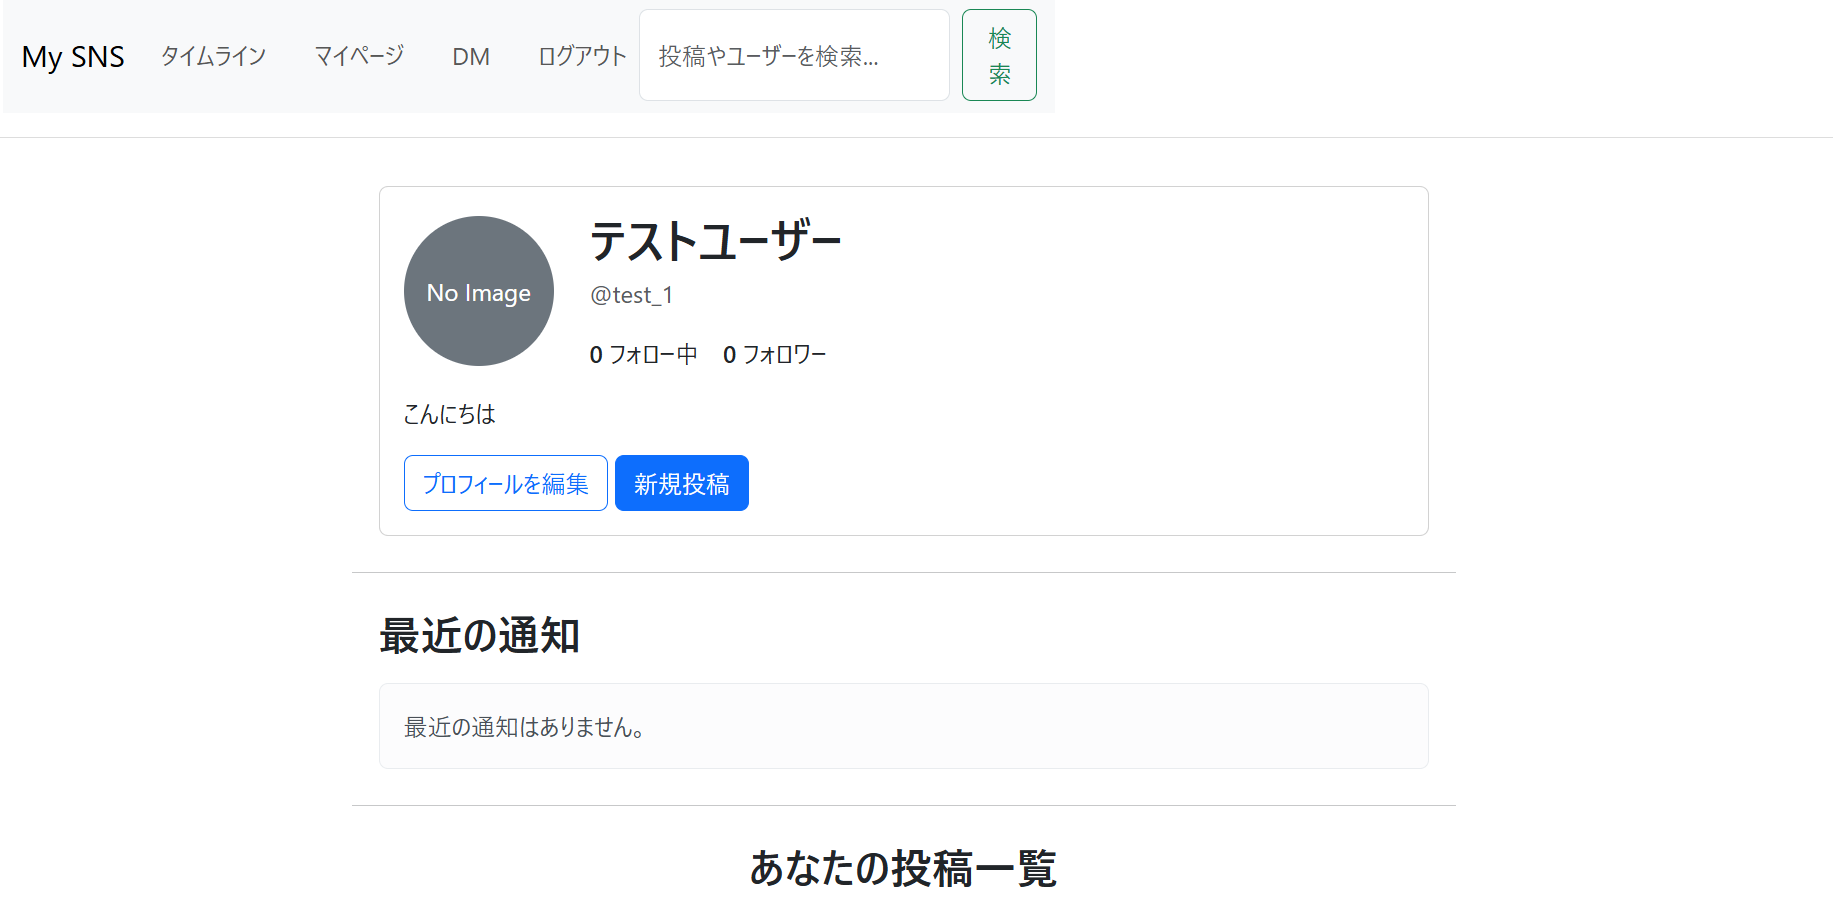 My SNS タイムライン マイページ DM ログアウト 投稿やユーザーを検索... 検索
No Image
テストユーザー
@test_1
0 フォロー中 0 フォロワー
こんにちは
プロフィールを編集 新規投稿
最近の通知
最近の通知はありません。
あなたの投稿一覧